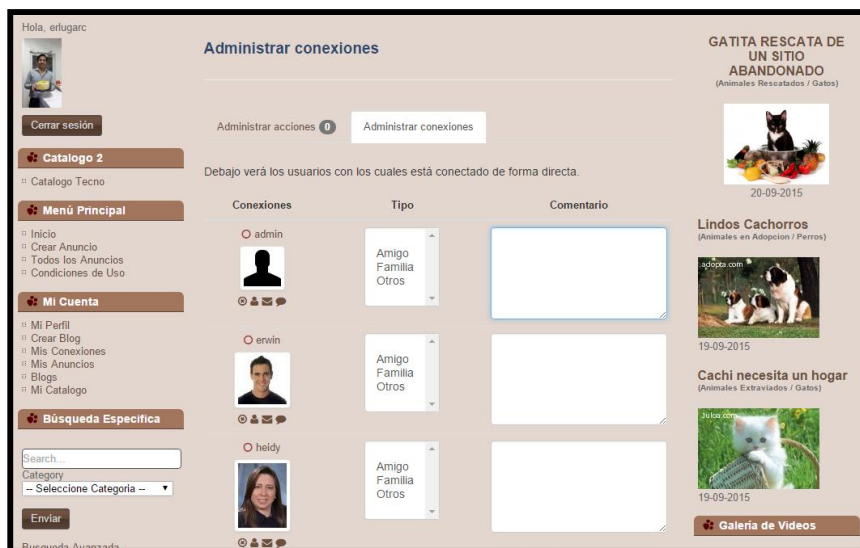 Hola, erlugarc
Cerrar sesión
Catalogo 2
Catalogo Tecno
Menú Principal
Inicio
Crear Anuncio
Todos los Anuncios
Condiciones de Uso
Mi Cuenta
Mi Perfil
Crear Blog
Mis Conexiones
Mis Anuncios
Blogs
Mi Catalogo
Búsqueda Especifica
Search...
Category
-- Seleccione Categoria --
Enviar
Busqueda Avanzada
Administrar conexiones
Administrar acciones 0
Administrar conexiones
Debajo verá los usuarios con los cuales está conectado de forma directa.
Conexiones Tipo Comentario
admin
Amigo
Familia
Otros
erwin
Amigo
Familia
Otros
heidy
Amigo
Familia
Otros
GATITA RESCATA DE
UN SITIO
ABANDONADO
(Animales Rescatados / Gatos)
20-09-2015
Lindos Cachorros
(Animales en Adopcion / Perros)
adopta.com
19-09-2015
Cachi necesita un hogar
(Animales Extraviados / Gatos)
Juloa.com
19-09-2015
Galeria de Videos